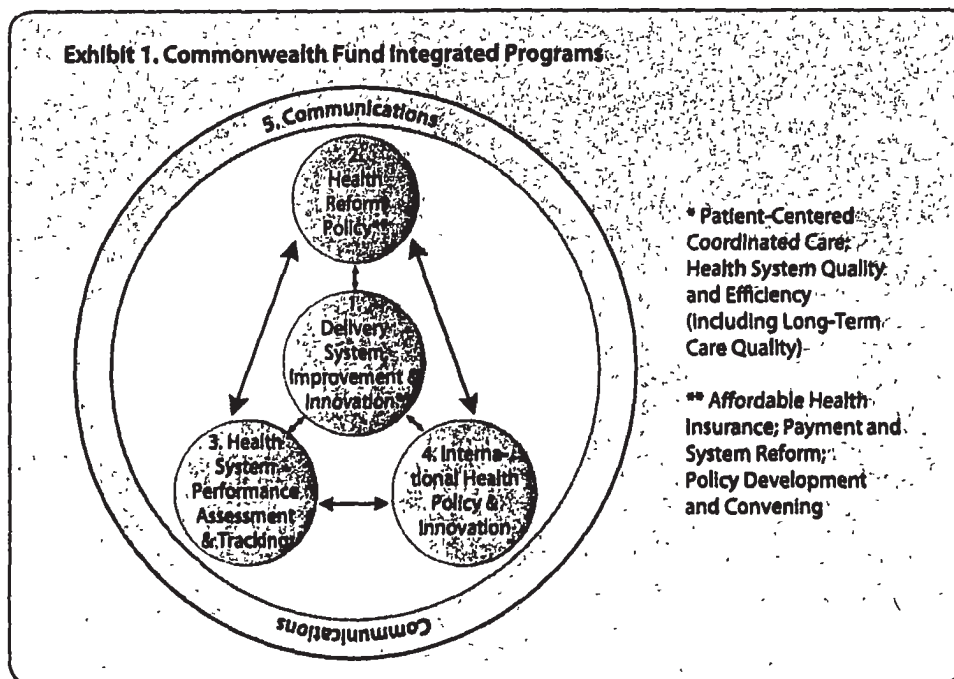 Exhibit 1. Commonwealth Fund Integrated Programs
5. Communications
2.
Health
Reform
Policy**
1.
Delivery
System
Improvement &
Innovation*
3. Health
System
Performance
Assessment
& Tracking
4. Interna-
tional Health
Policy &
Innovation
Communications
* Patient-Centered
Coordinated Care;
Health System Quality
and Efficiency
(Including Long-Term
Care Quality)
** Affordable Health
Insurance; Payment and
System Reform;
Policy Development
and Convening